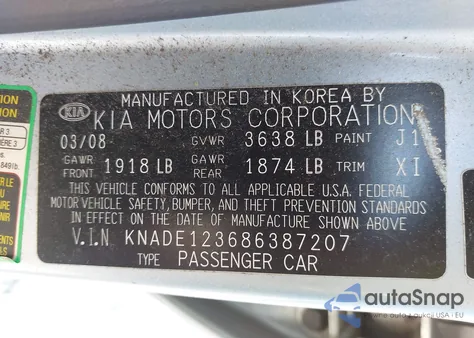 MANUFACTURED IN KOREA BY
KIA
KIA MOTORS CORPORATION
03/08 GVWR 3638 LB PAINT J1
GAWR FRONT 1918 LB GAWR REAR 1874 LB TRIM XI
THIS VEHICLE CONFORMS TO ALL APPLICABLE U.S.A. FEDERAL
MOTOR VEHICLE SAFETY, BUMPER, AND THEFT PREVENTION STANDARDS
IN EFFECT ON THE DATE OF MANUFACTURE SHOWN ABOVE
V.I.N KNADE123686387207
TYPE PASSENGER CAR
autoSnap